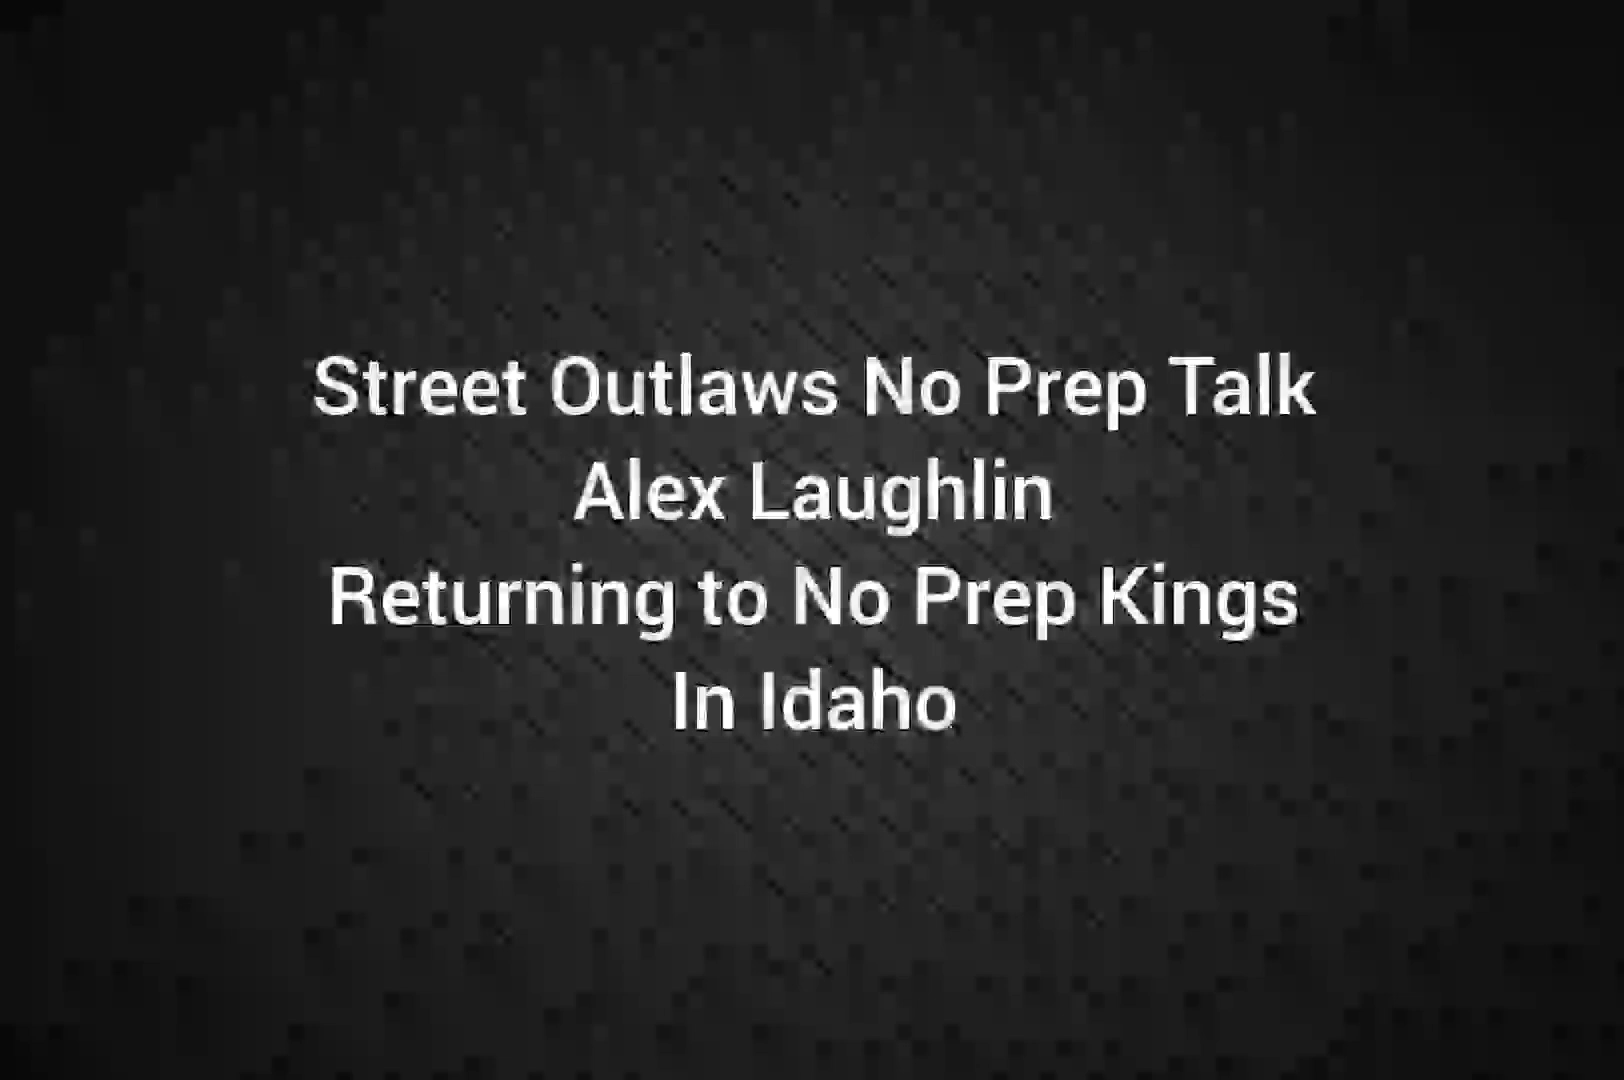 Street Outlaws No Prep Talk
Alex Laughlin
Returning to No Prep Kings
In Idaho